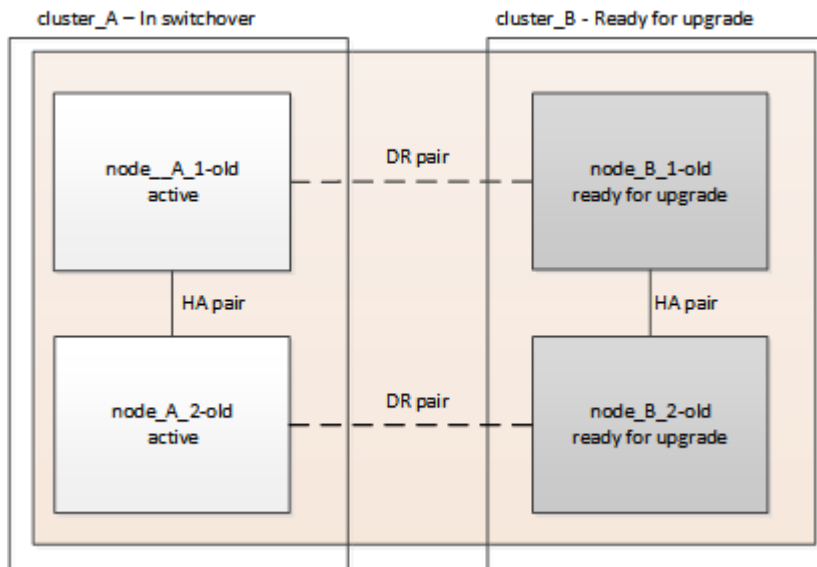 cluster_A – In switchover
cluster_B - Ready for upgrade
node__A_1-old
active
DR pair
node_B_1-old
ready for upgrade
HA pair
HA pair
node_A_2-old
active
DR pair
node_B_2-old
ready for upgrade